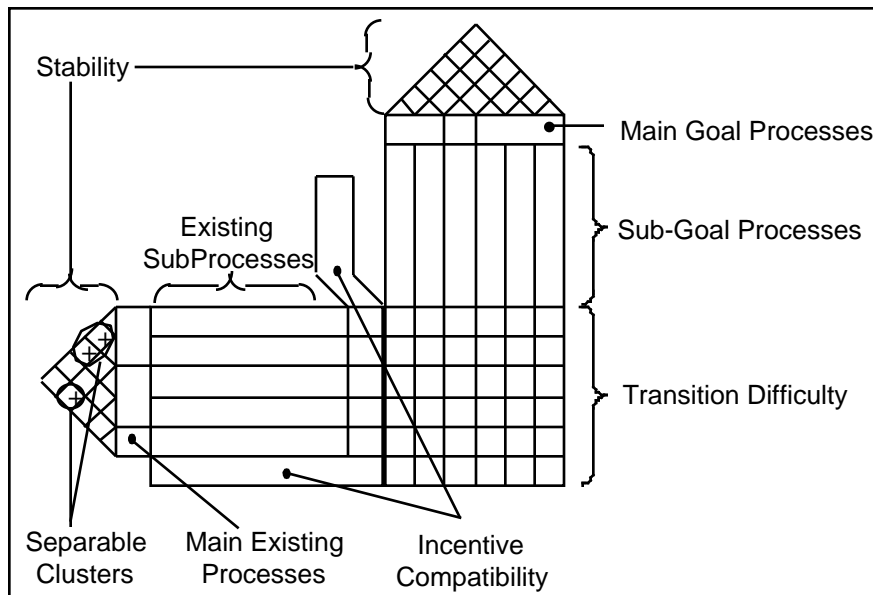 Stability
Main Goal Processes
Existing
SubProcesses
Sub-Goal Processes
Transition Difficulty
Separable
Clusters
Main Existing
Processes
Incentive
Compatibility